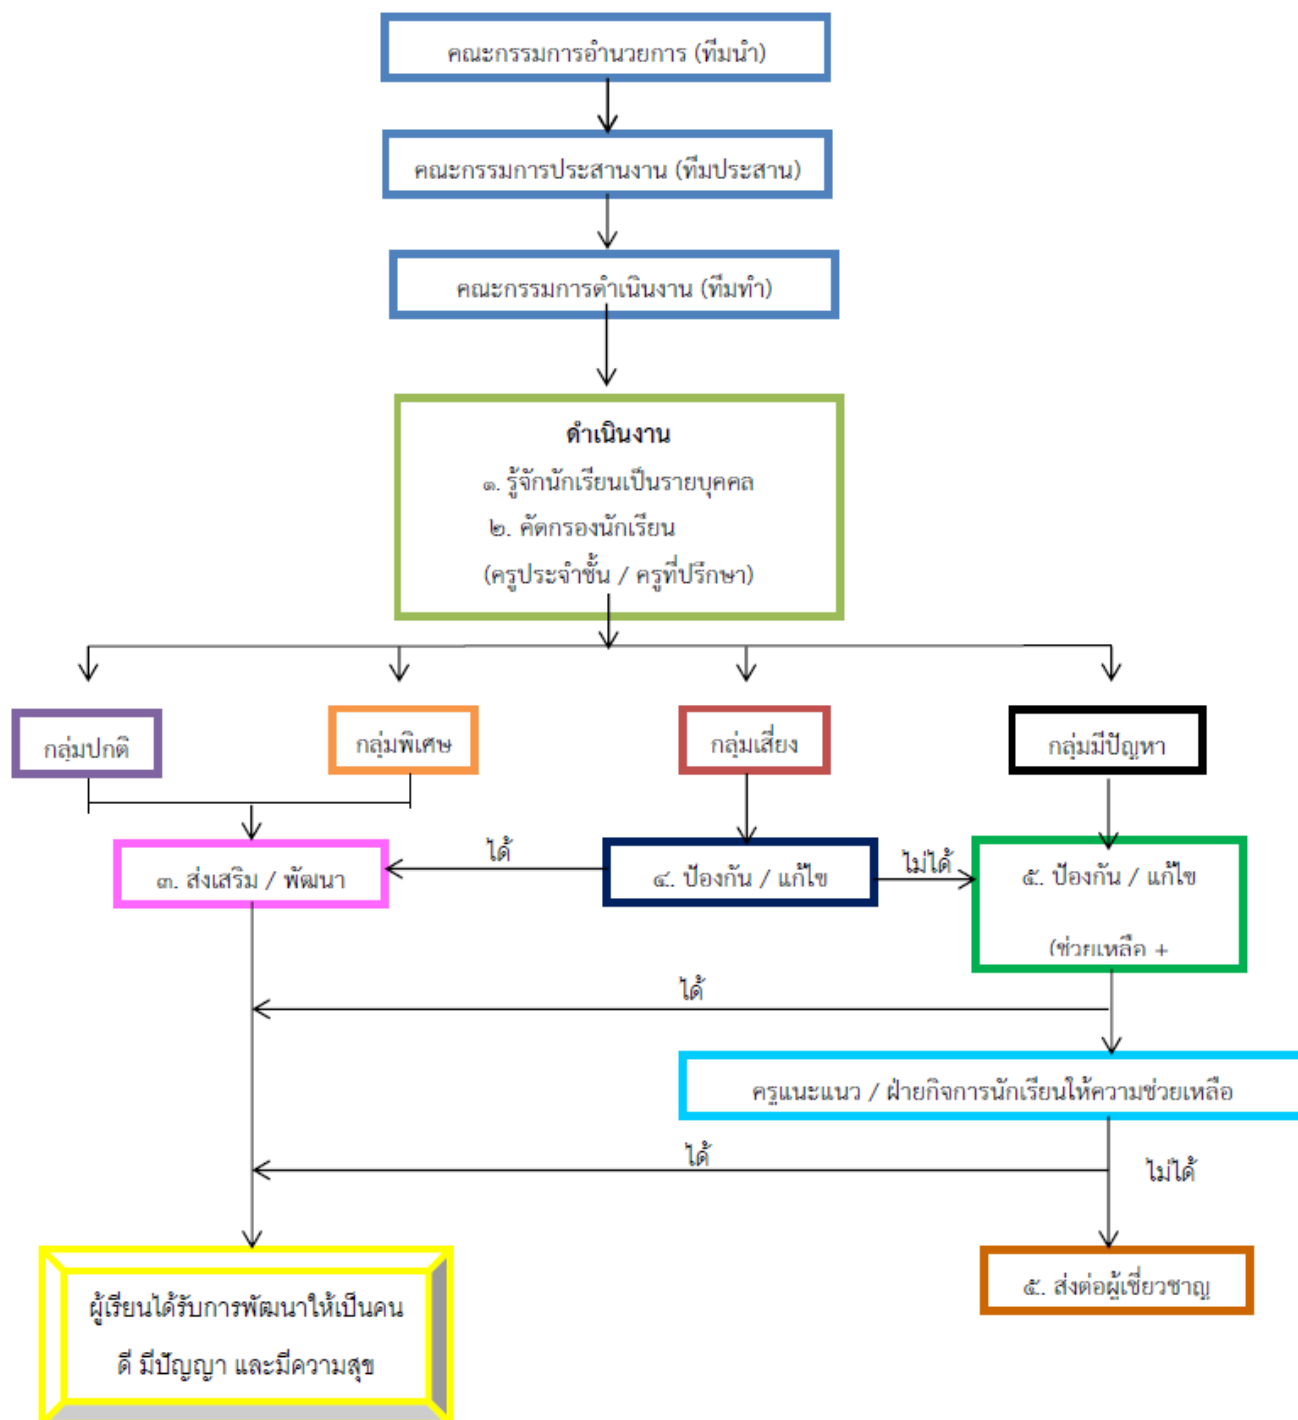 คณะกรรมการอำนวยการ (ทีมนำ)
คณะกรรมการประสานงาน (ทีมประสาน)
คณะกรรมการดำเนินงาน (ทีมทำ)
ดำเนินงาน
๑. รู้จักนักเรียนเป็นรายบุคคล
๒. คัดกรองนักเรียน
(ครูประจำชั้น / ครูที่ปรึกษา)
กลุ่มปกติ
กลุ่มพิเศษ
กลุ่มเสี่ยง
กลุ่มมีปัญหา
๓. ส่งเสริม / พัฒนา
ได้
๔. ป้องกัน / แก้ไข
ไม่ได้
๕. ป้องกัน / แก้ไข
(ช่วยเหลือ +
ได้
ครูแนะแนว / ฝ่ายกิจการนักเรียนให้ความช่วยเหลือ
ได้
ไม่ได้
ผู้เรียนได้รับการพัฒนาให้เป็นคน
ดี มีปัญญา และมีความสุข
๕. ส่งต่อผู้เชี่ยวชาญ